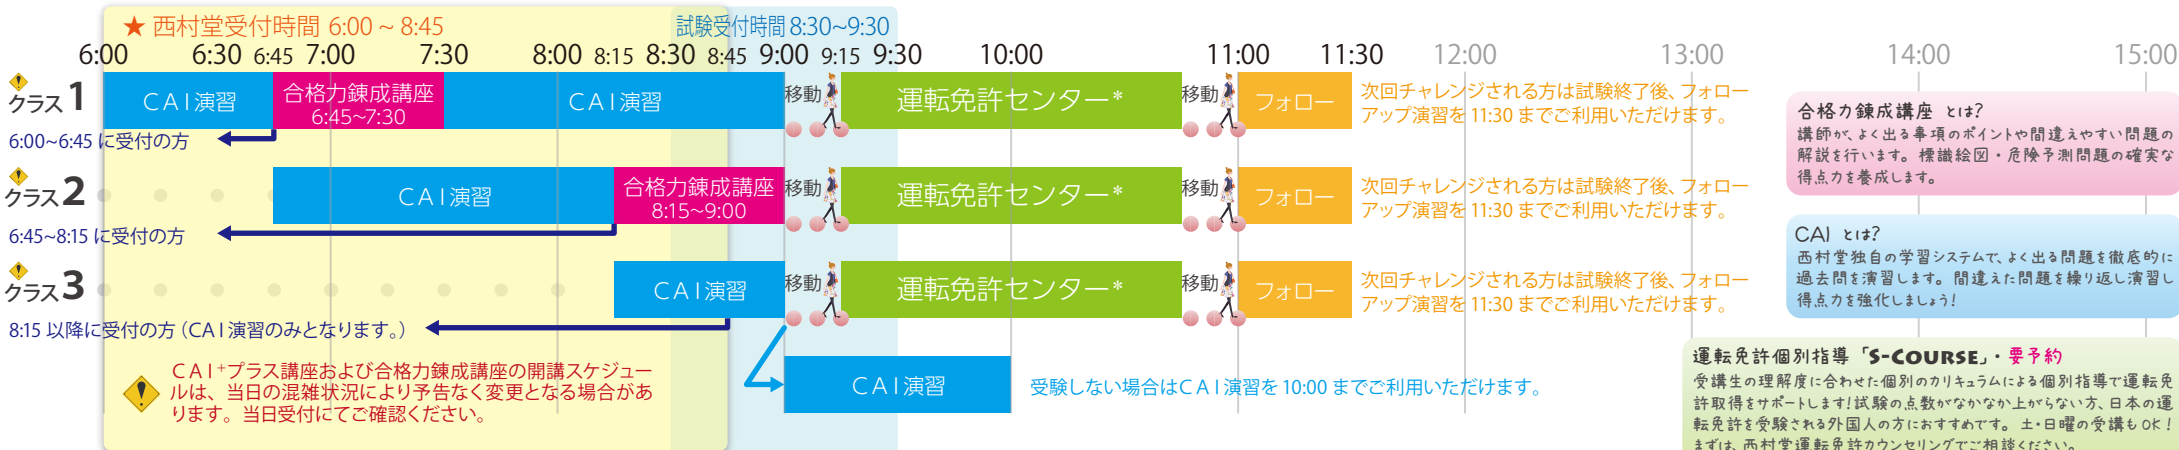 ★ 西村堂受付時間 6:00 ~ 8:45
試験受付時間 8:30~9:30
6:00 6:30 6:45 7:00 7:30 8:00 8:15 8:30 8:45 9:00 9:15 9:30 10:00 11:00 11:30 12:00 13:00 14:00 15:00
クラス1
CAI演習
合格力錬成講座
6:45~7:30
CAI演習
移動
運転免許センター*
移動
フォロー
次回チャレンジされる方は試験終了後、フォロー
アップ演習を 11:30 までご利用いただけます。
6:00~6:45 に受付の方
クラス2
CAI演習
合格力錬成講座
8:15~9:00
移動
運転免許センター*
移動
フォロー
次回チャレンジされる方は試験終了後、フォロー
アップ演習を 11:30 までご利用いただけます。
6:45~8:15 に受付の方
クラス3
CAI演習
移動
運転免許センター*
移動
フォロー
次回チャレンジされる方は試験終了後、フォロー
アップ演習を 11:30 までご利用いただけます。
8:15 以降に受付の方（CAI演習のみとなります。）
CAI+プラス講座および合格力錬成講座の開講スケジュー
ルは、当日の混雑状況により予告なく変更となる場合があ
ります。当日受付にてご確認ください。
CAI演習
受験しない場合はCAI演習を 10:00 までご利用いただけます。
合格力錬成講座 とは?
講師が、よく出る事項のポイントや間違えやすい問題の
解説を行います。標識絵図・危険予測問題の確実な
得点力を養成します。
CAI とは?
西村堂独自の学習システムで、よく出る問題を徹底的に
過去問を演習します。間違えた問題を繰り返し演習し
得点力を強化しましょう!
運転免許個別指導「S-COURSE」・要予約
受講生の理解度に合わせた個別のカリキュラムによる個別指導で運転免
許取得をサポートします!試験の点数がなかなか上がらない方、日本の運
転免許を受験される外国人の方におすすめです。土・日曜の受講もOK!
まずは、西村堂運転免許カウンセリングでご相談ください。